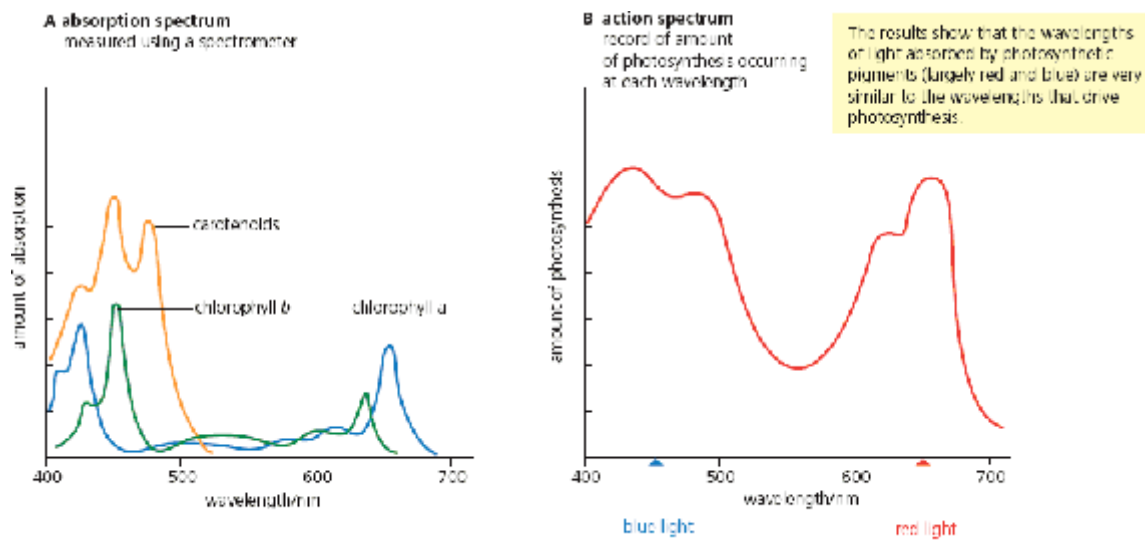 A absorption spectrum
measured using a spectrometer
amount of absorption
carotenoids
chlorophyll b
chlorophyll a
400
500
600
700
wavelength/nm
B action spectrum
record of amount
of photosynthesis occurring
at each wavelength
The results show that the wavelengths
of light absorbed by photosynthetic
pigments (largely red and blue) are very
similar to the wavelengths that drive
photosynthesis.
amount of photosynthesis
400
500
600
700
wavelength/nm
blue light
red light